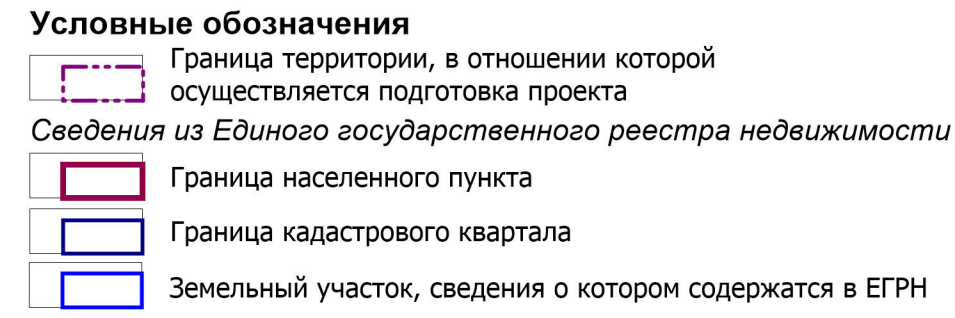 Условные обозначения
Граница территории, в отношении которой
осуществляется подготовка проекта
Сведения из Единого государственного реестра недвижимости
Граница населенного пункта
Граница кадастрового квартала
Земельный участок, сведения о котором содержатся в ЕГРН